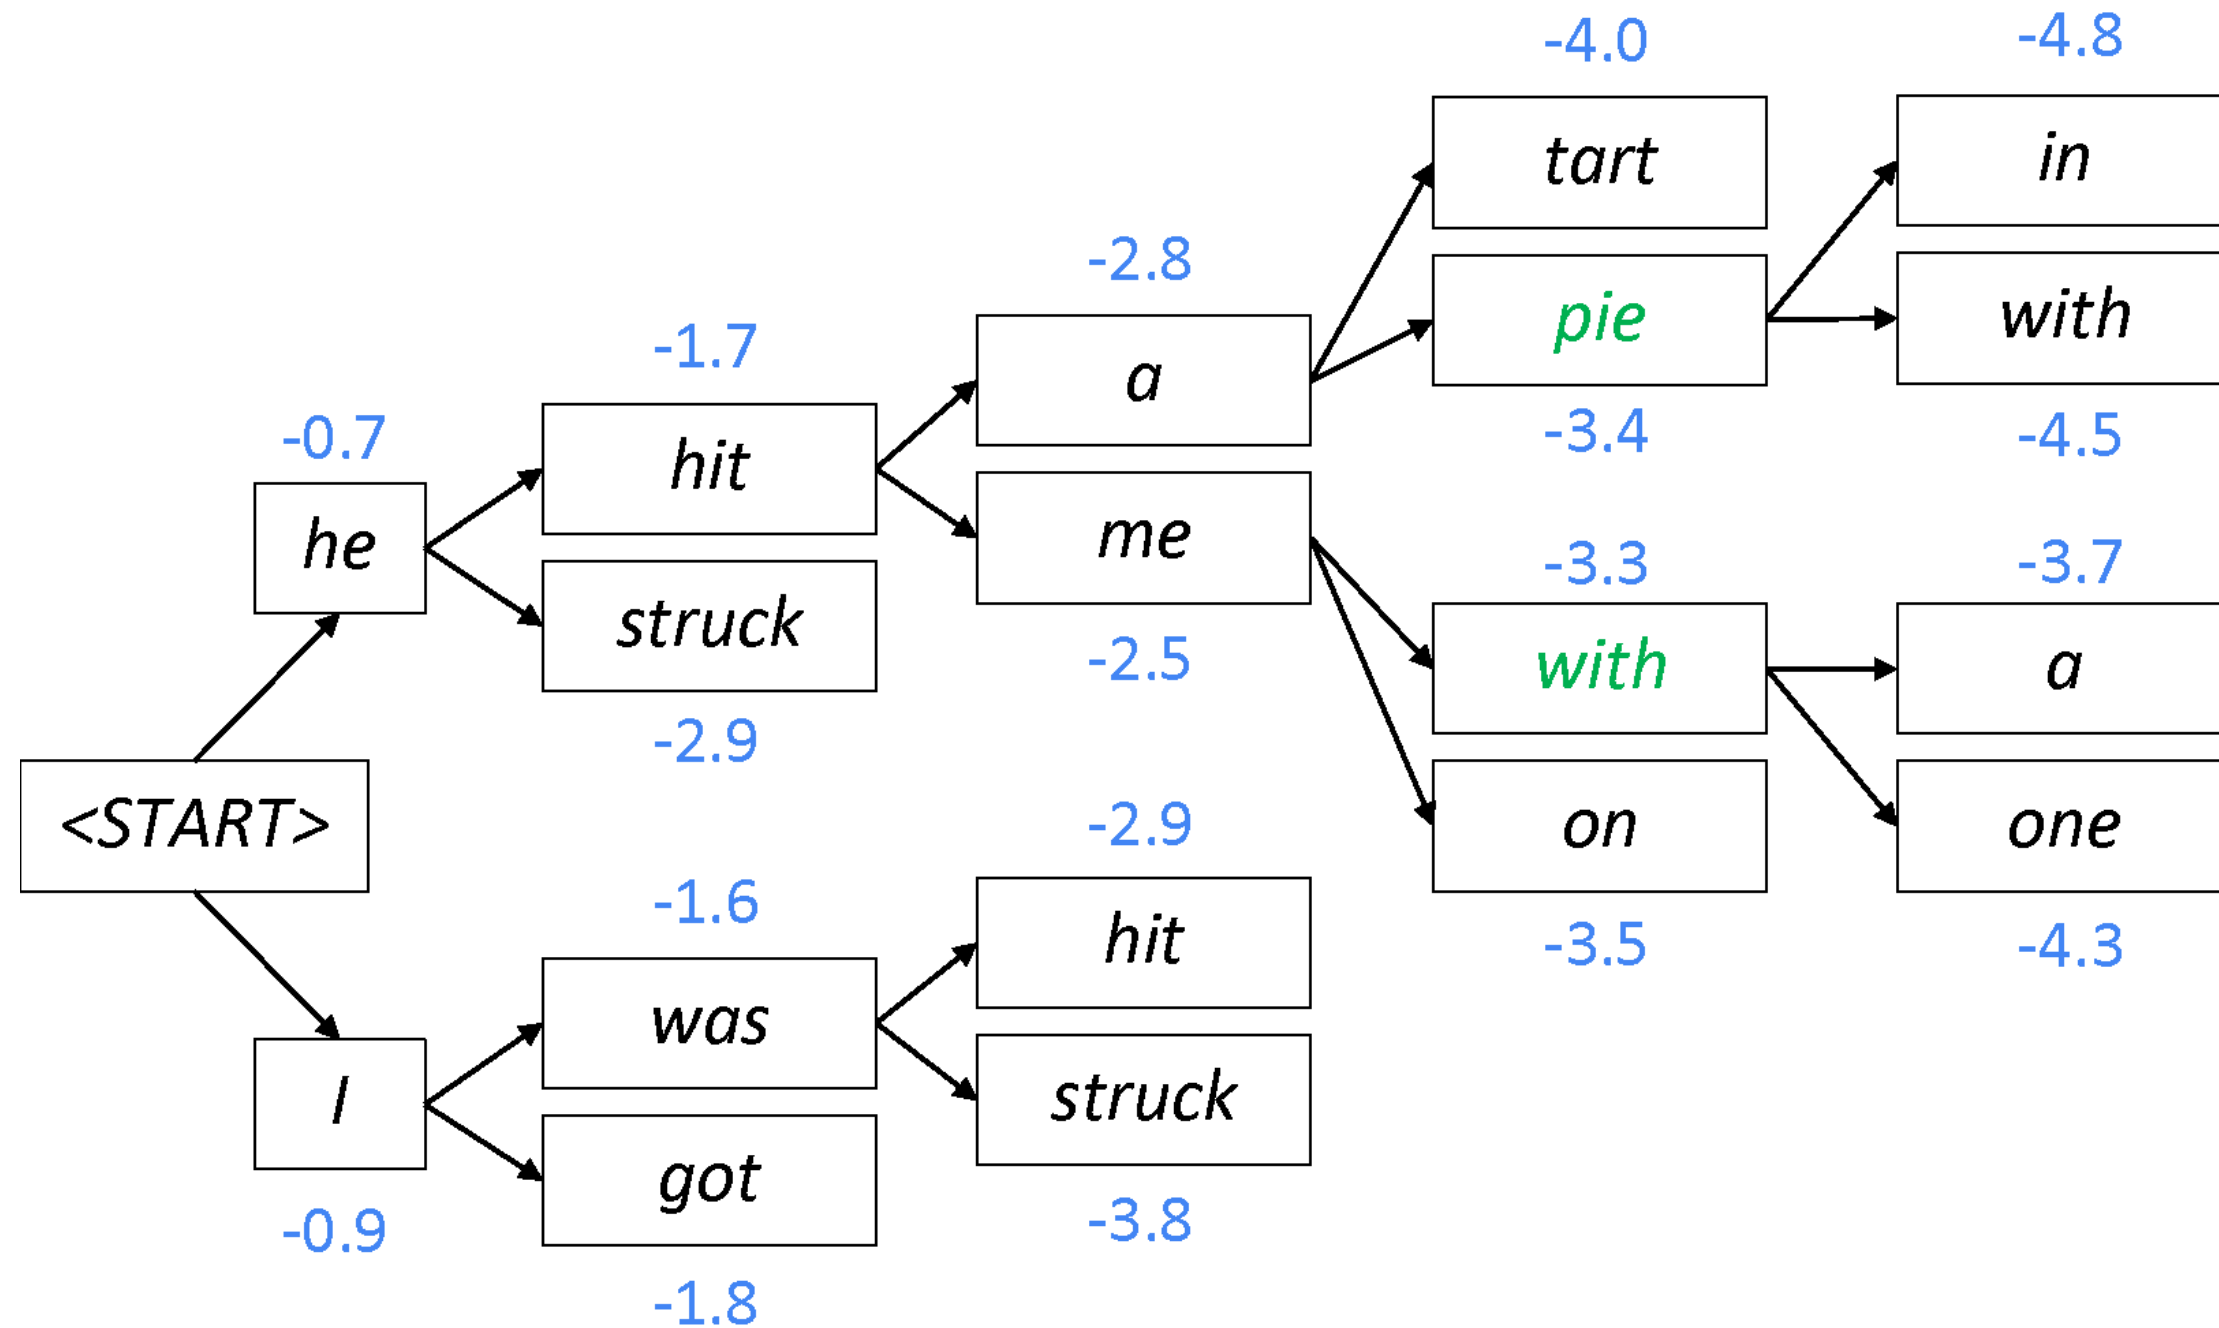 -4.0
-4.8
tart
in
-2.8
pie
with
-1.7
a
-3.4
-4.5
-0.7
hit
me
-3.3
-3.7
he
struck
-2.5
with
a
-2.9
<START>
-2.9
on
one
-1.6
hit
-3.5
-4.3
was
I
struck
got
-0.9
-3.8
-1.8